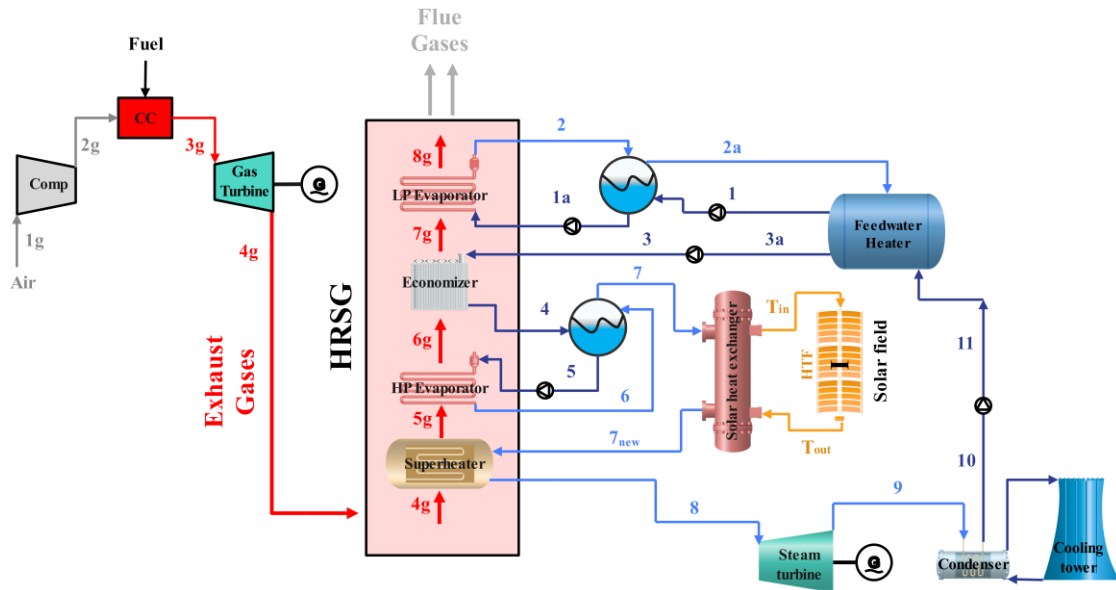 Flue
Gases
Fuel
CC
2g
3g
Comp
Gas
Turbine
G
1g
Air
4g
Exhaust
Gases
HRSG
8g
LP Evaporator
7g
Economizer
6g
HP Evaporator
5g
Superheater
4g
2
2a
1a
1
3
3a
Feedwater
Heater
4
7
5
6
7new
Solar heat exchanger
Tin
HTF
Solar field
Tout
11
10
8
9
Steam
turbine
G
Condenser
Cooling
tower